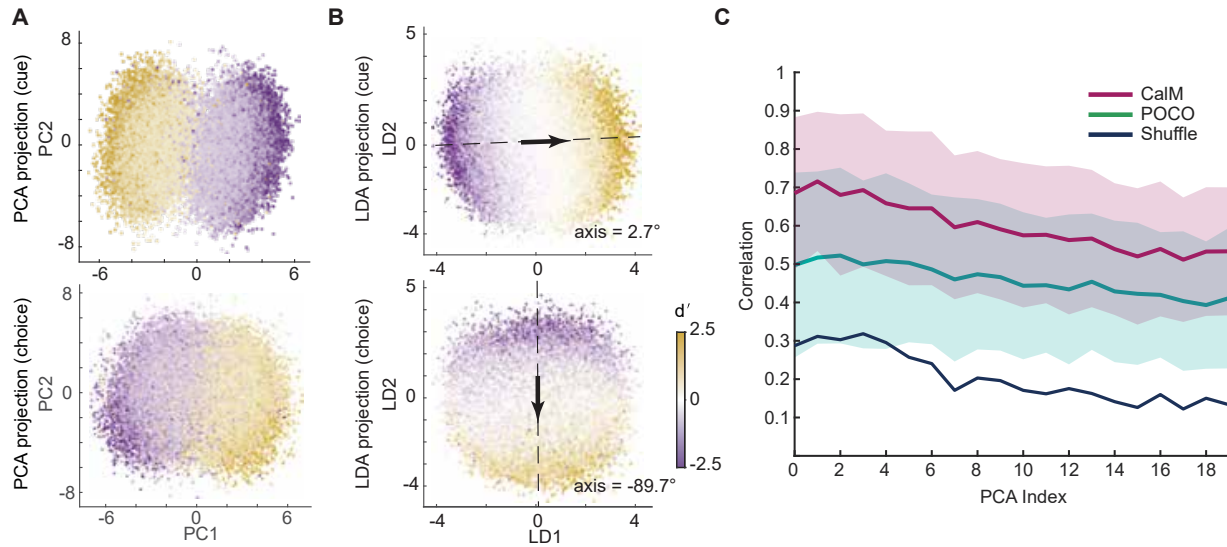 A
PCA projection (cue)
PC2
8
0
-8
-6
0
6
PCA projection (choice)
PC2
8
0
-8
-6
0
6
PC1
B
LDA projection (cue)
LD2
5
0
-4
axis = 2.7°
-4
0
4
LDA projection (choice)
LD2
5
0
-4
axis = -89.7°
-4
0
4
LD1
d′
2.5
0
-2.5
C
Correlation
1
0.9
0.8
0.7
0.6
0.5
0.4
0.3
0.2
0.1
CalM
POCO
Shuffle
0 2 4 6 8 10 12 14 16 18
PCA Index